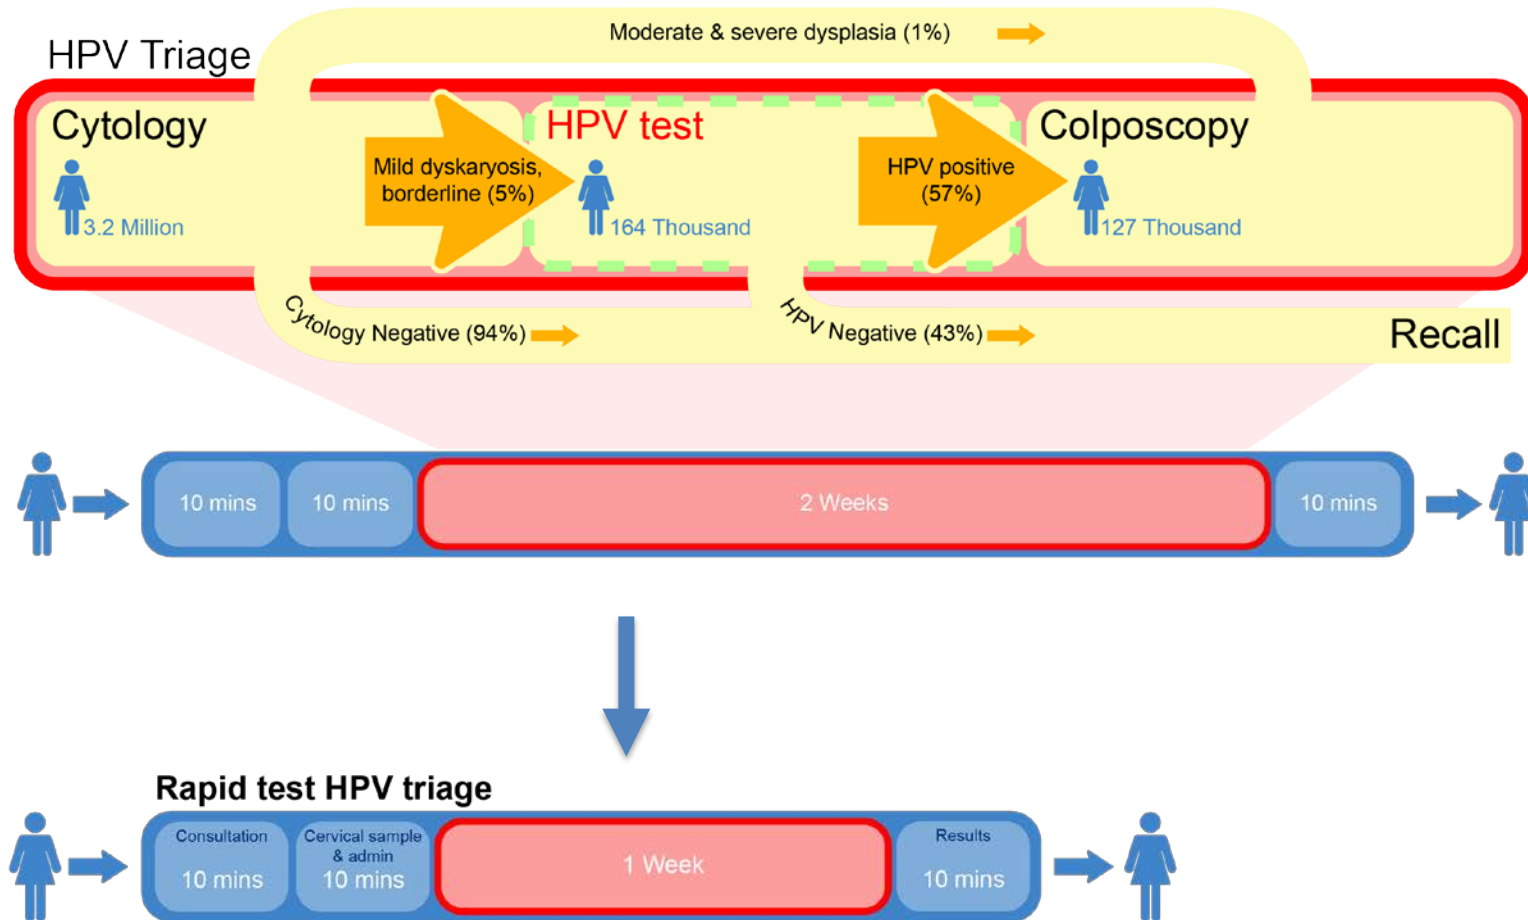 Moderate & severe dysplasia (1%)
HPV Triage
Cytology
3.2 Million
Mild dyskaryosis,
borderline (5%)
HPV test
164 Thousand
HPV positive
(57%)
Colposcopy
127 Thousand
Cytology Negative (94%)
HPV Negative (43%)
Recall
10 mins
10 mins
2 Weeks
10 mins
Rapid test HPV triage
Consultation
10 mins
Cervical sample
& admin
10 mins
1 Week
Results
10 mins